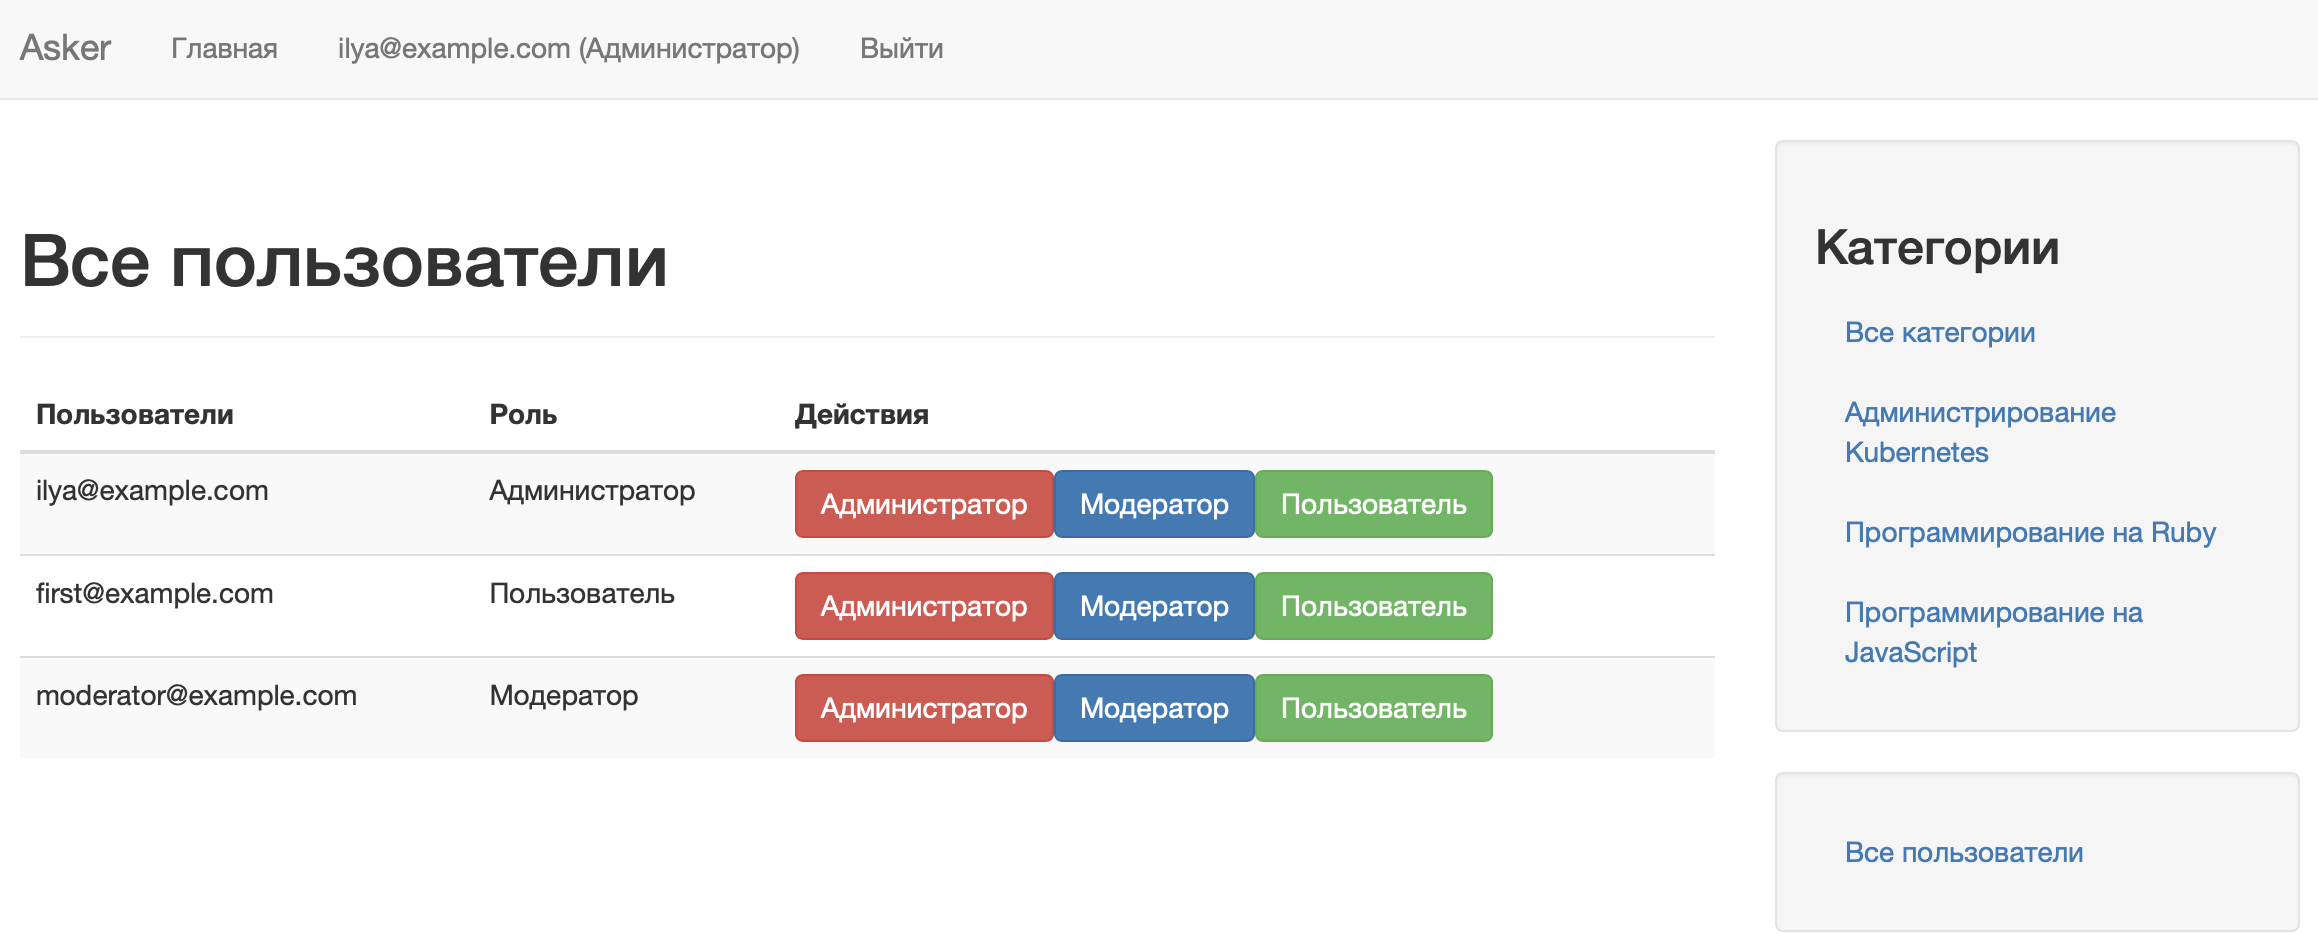 Asker Главная ilya@example.com (Администратор) Выйти
Все пользователи
Пользователи Роль Действия
ilya@example.com Администратор Администратор Модератор Пользователь
first@example.com Пользователь Администратор Модератор Пользователь
moderator@example.com Модератор Администратор Модератор Пользователь
Категории
Все категории
Администрирование
Kubernetes
Программирование на Ruby
Программирование на
JavaScript
Все пользователи